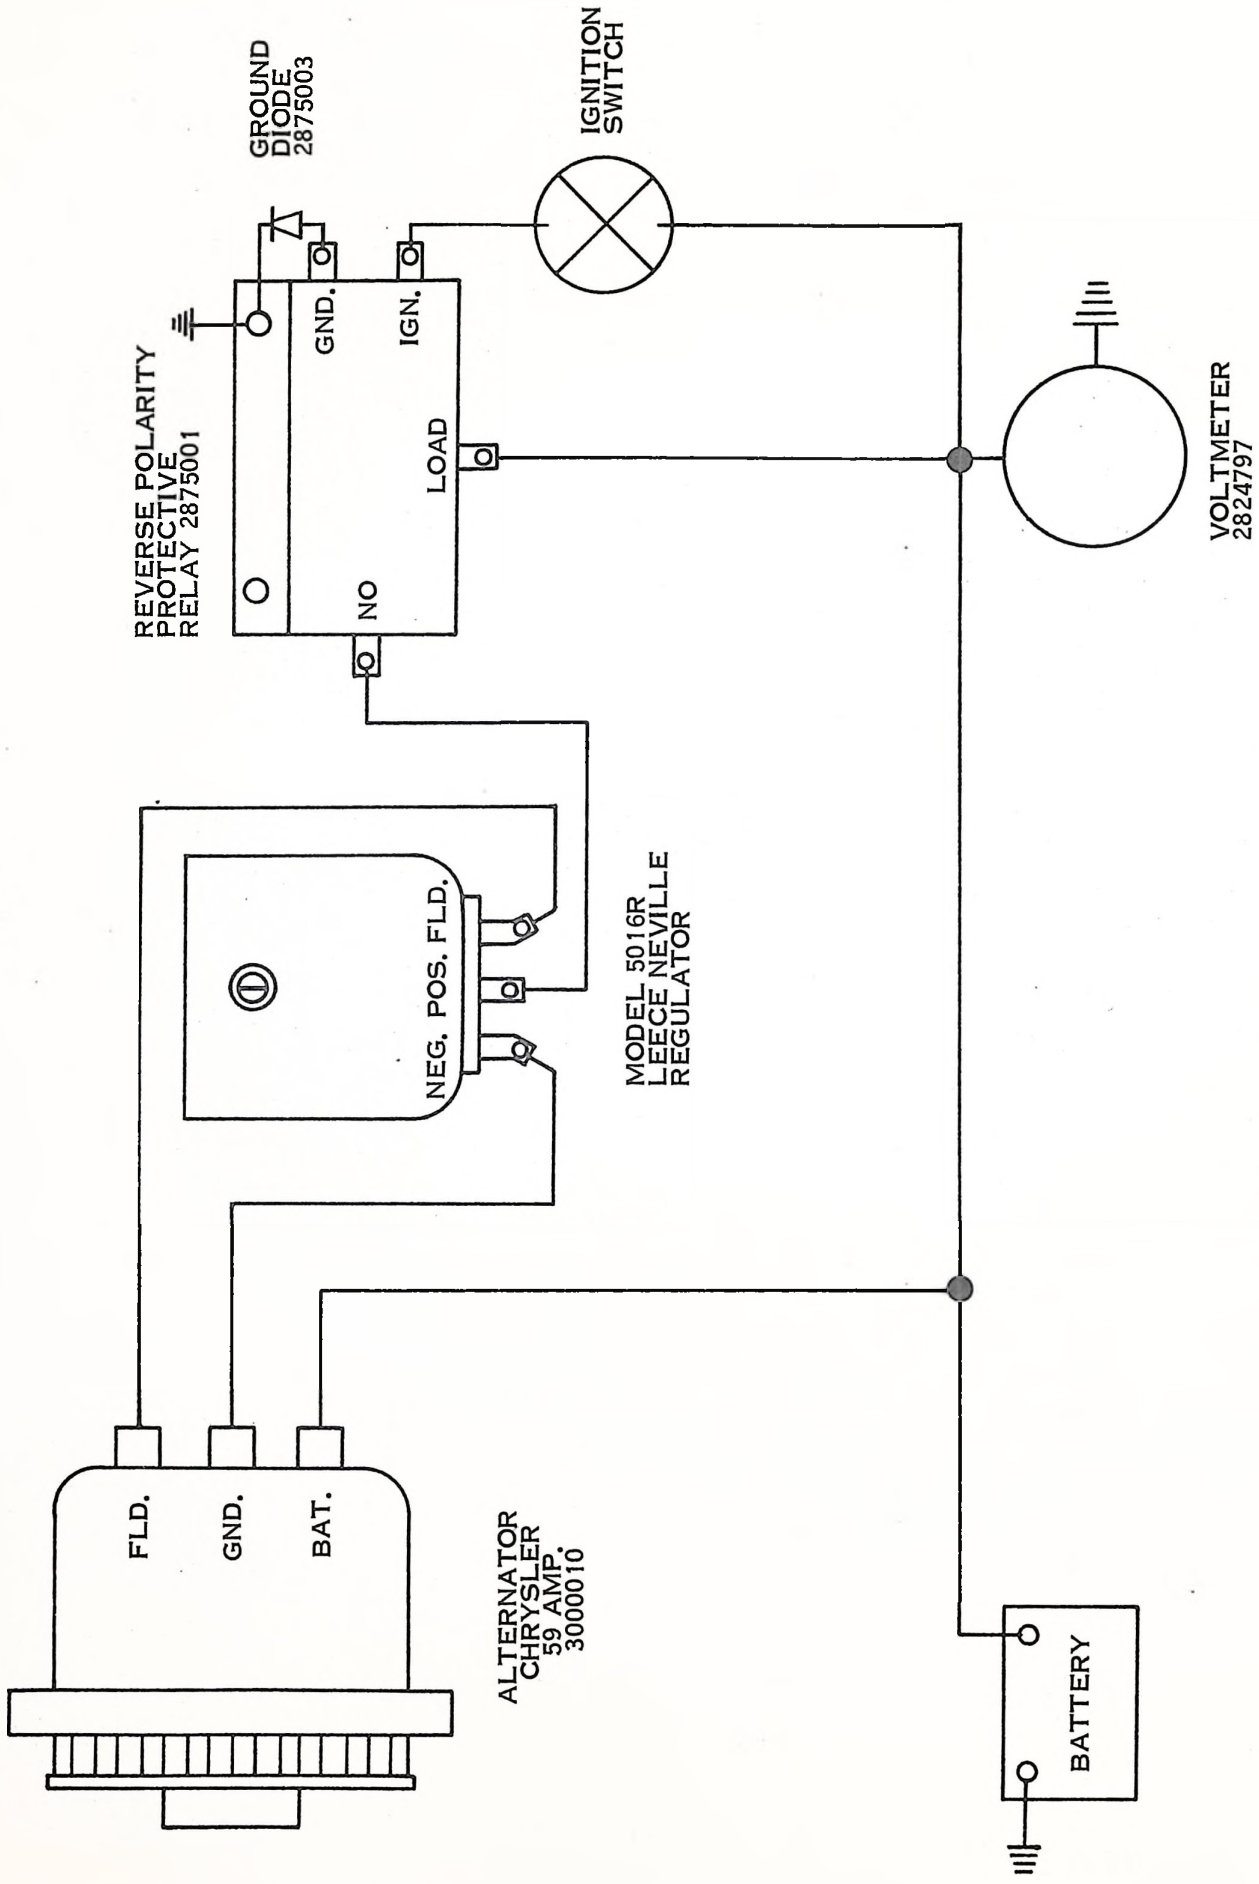 ALTERNATOR
CHRYSLER
59 AMP.
3000010
FLD.
GND.
BAT.
NEG. POS. FLD.
MODEL 5016R
LEECE NEVILLE
REGULATOR
REVERSE POLARITY
PROTECTIVE
RELAY 2875001
NO
LOAD
GND.
IGN.
GROUND
DIODE
2875003
IGNITION
SWITCH
BATTERY
VOLTMETER
2824797